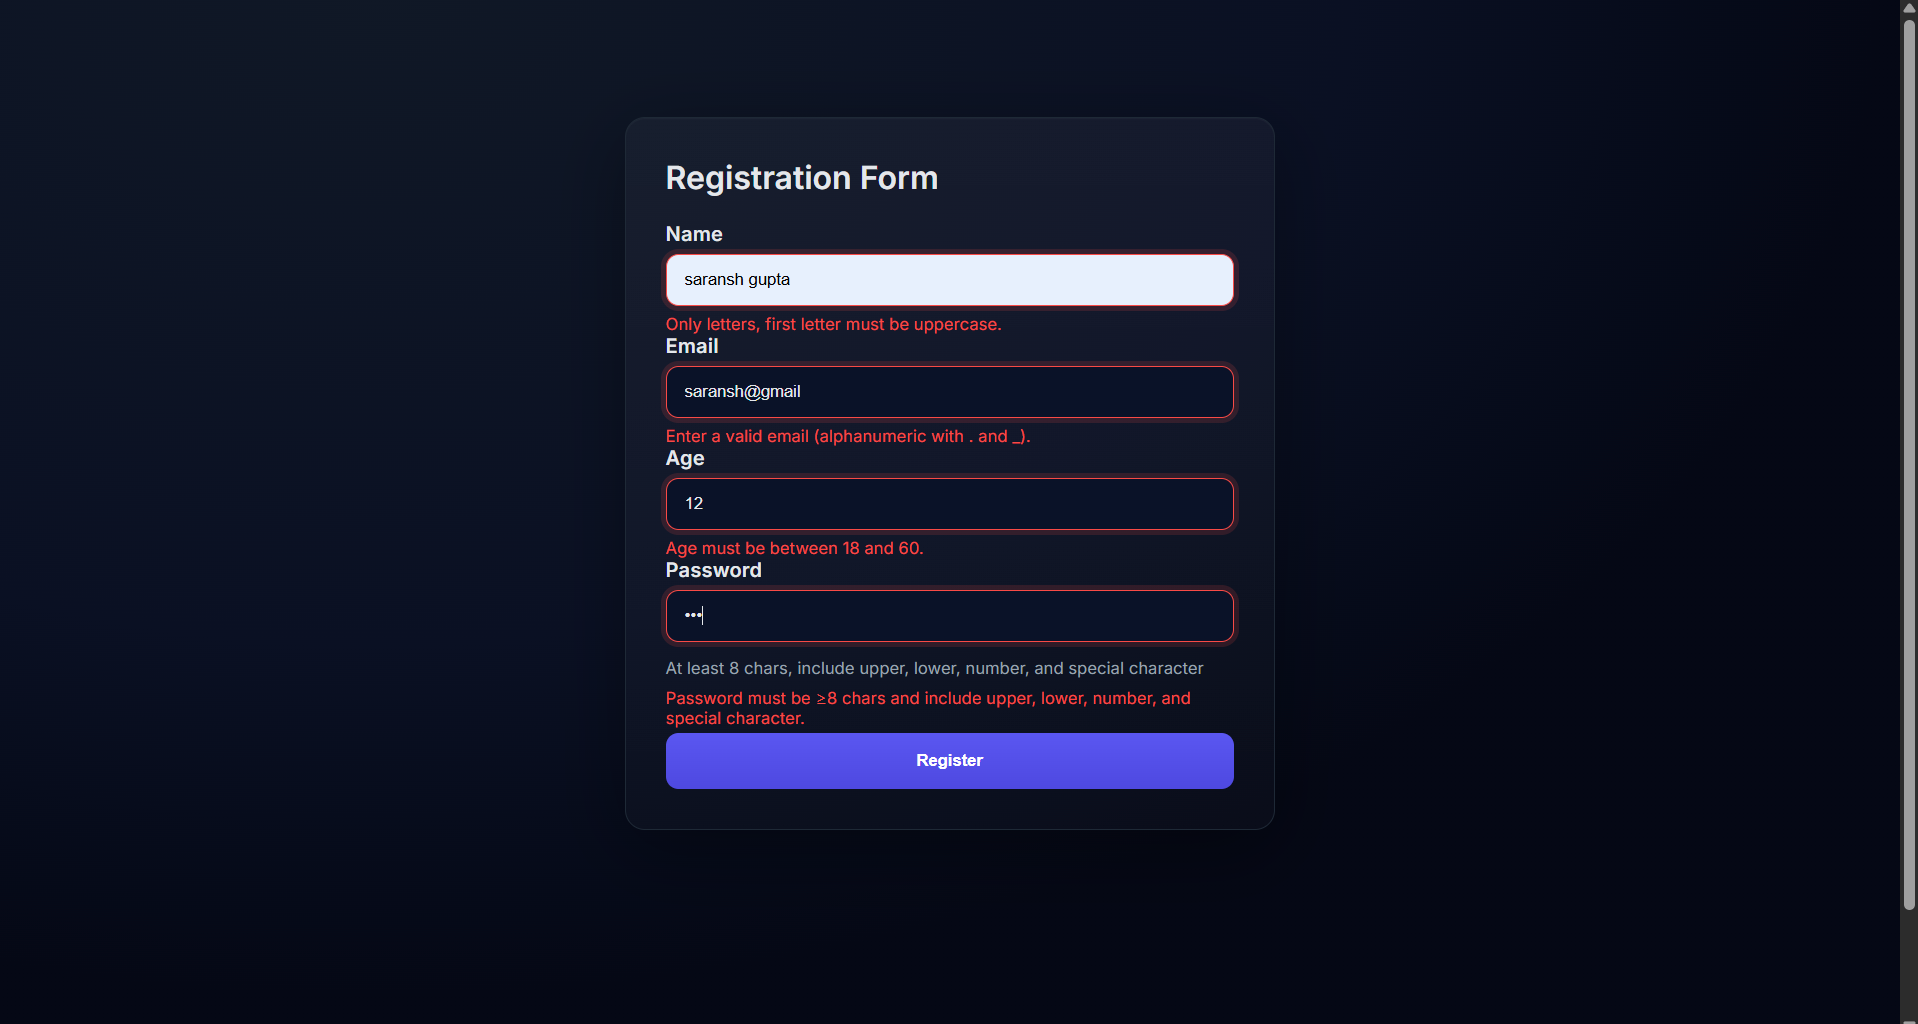 Registration Form
Name
saransh gupta
Only letters, first letter must be uppercase.
Email
saransh@gmail
Enter a valid email (alphanumeric with . and _).
Age
12
Age must be between 18 and 60.
Password
•••
At least 8 chars, include upper, lower, number, and special character
Password must be ≥8 chars and include upper, lower, number, and
special character.
Register